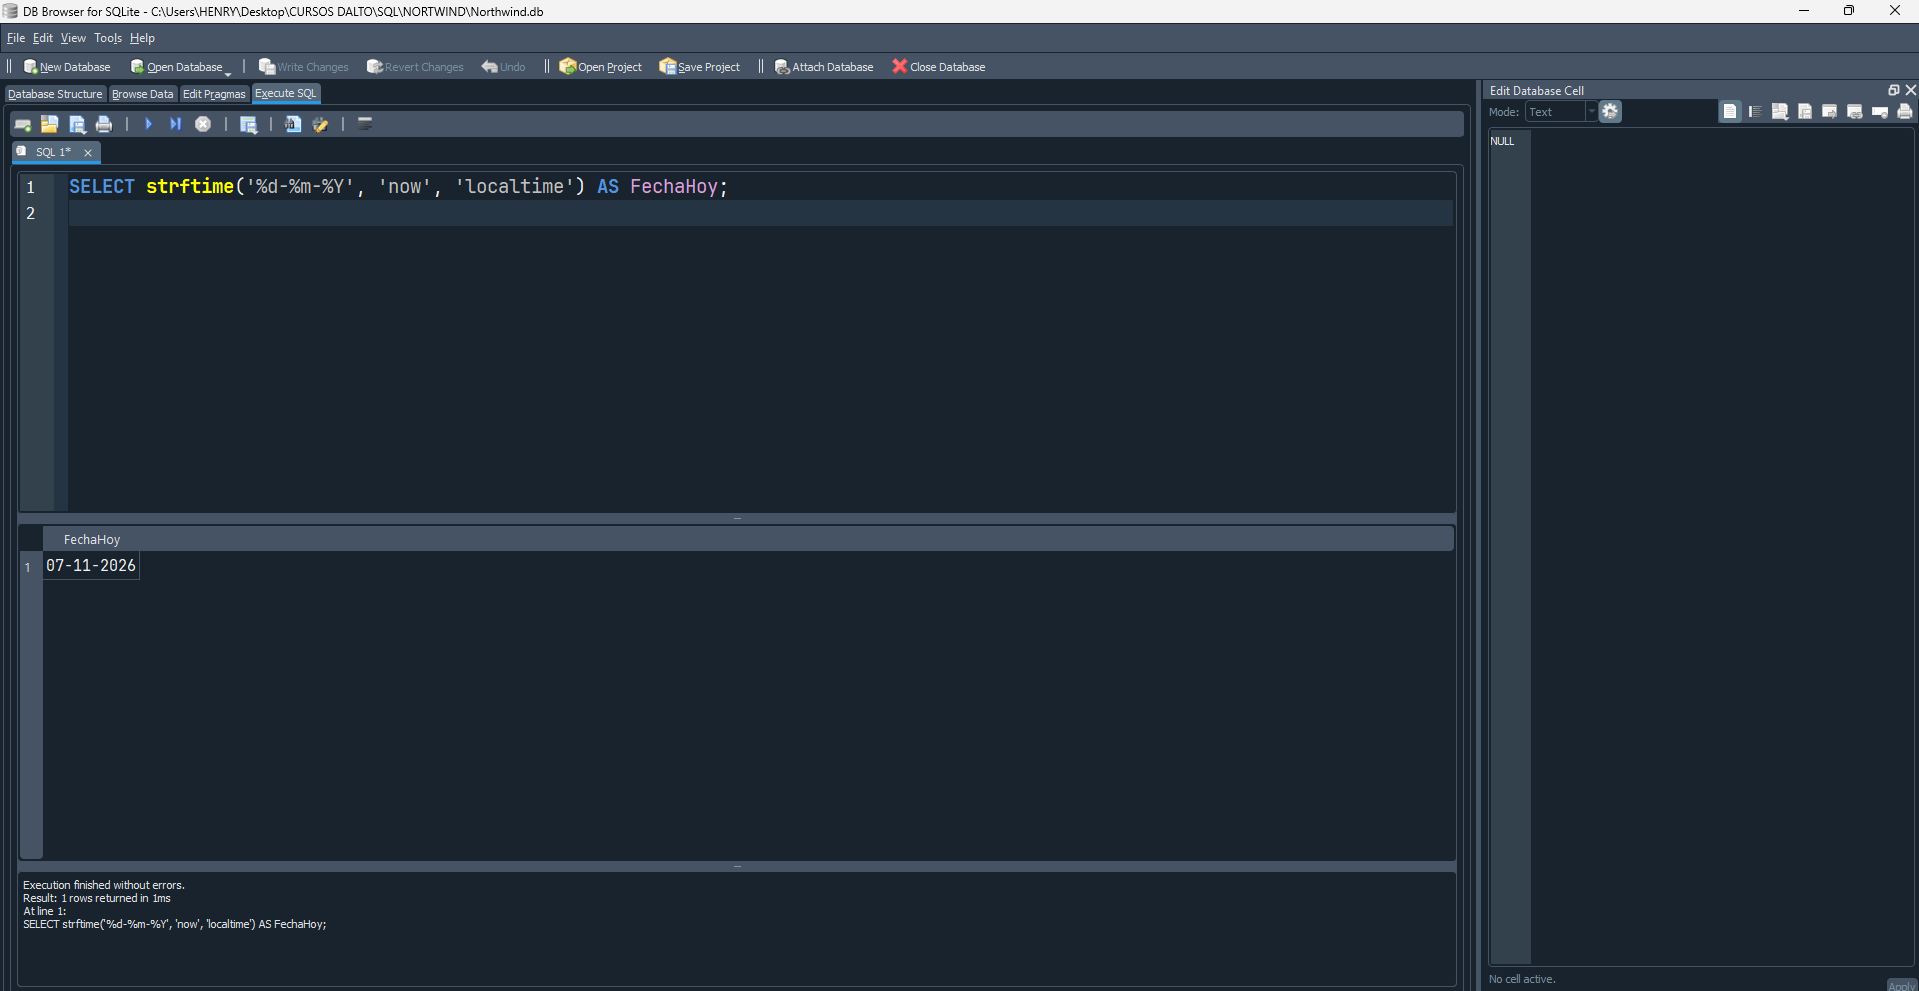 DB Browser for SQLite - C:\Users\HENRY\Desktop\CURSOS DALTO\SQL\NORTWIND\Northwind.db
File Edit View Tools Help
New Database Open Database Write Changes Revert Changes Undo Open Project Save Project Attach Database Close Database
Database Structure Browse Data Edit Pragmas Execute SQL
SQL 1*
1 SELECT strftime('%d-%m-%Y', 'now', 'localtime') AS FechaHoy;
2
FechaHoy
1 07-11-2026
Execution finished without errors.
Result: 1 rows returned in 1ms
At line 1:
SELECT strftime('%d-%m-%Y', 'now', 'localtime') AS FechaHoy;
Edit Database Cell
Mode: Text
NULL
No cell active.
Apply